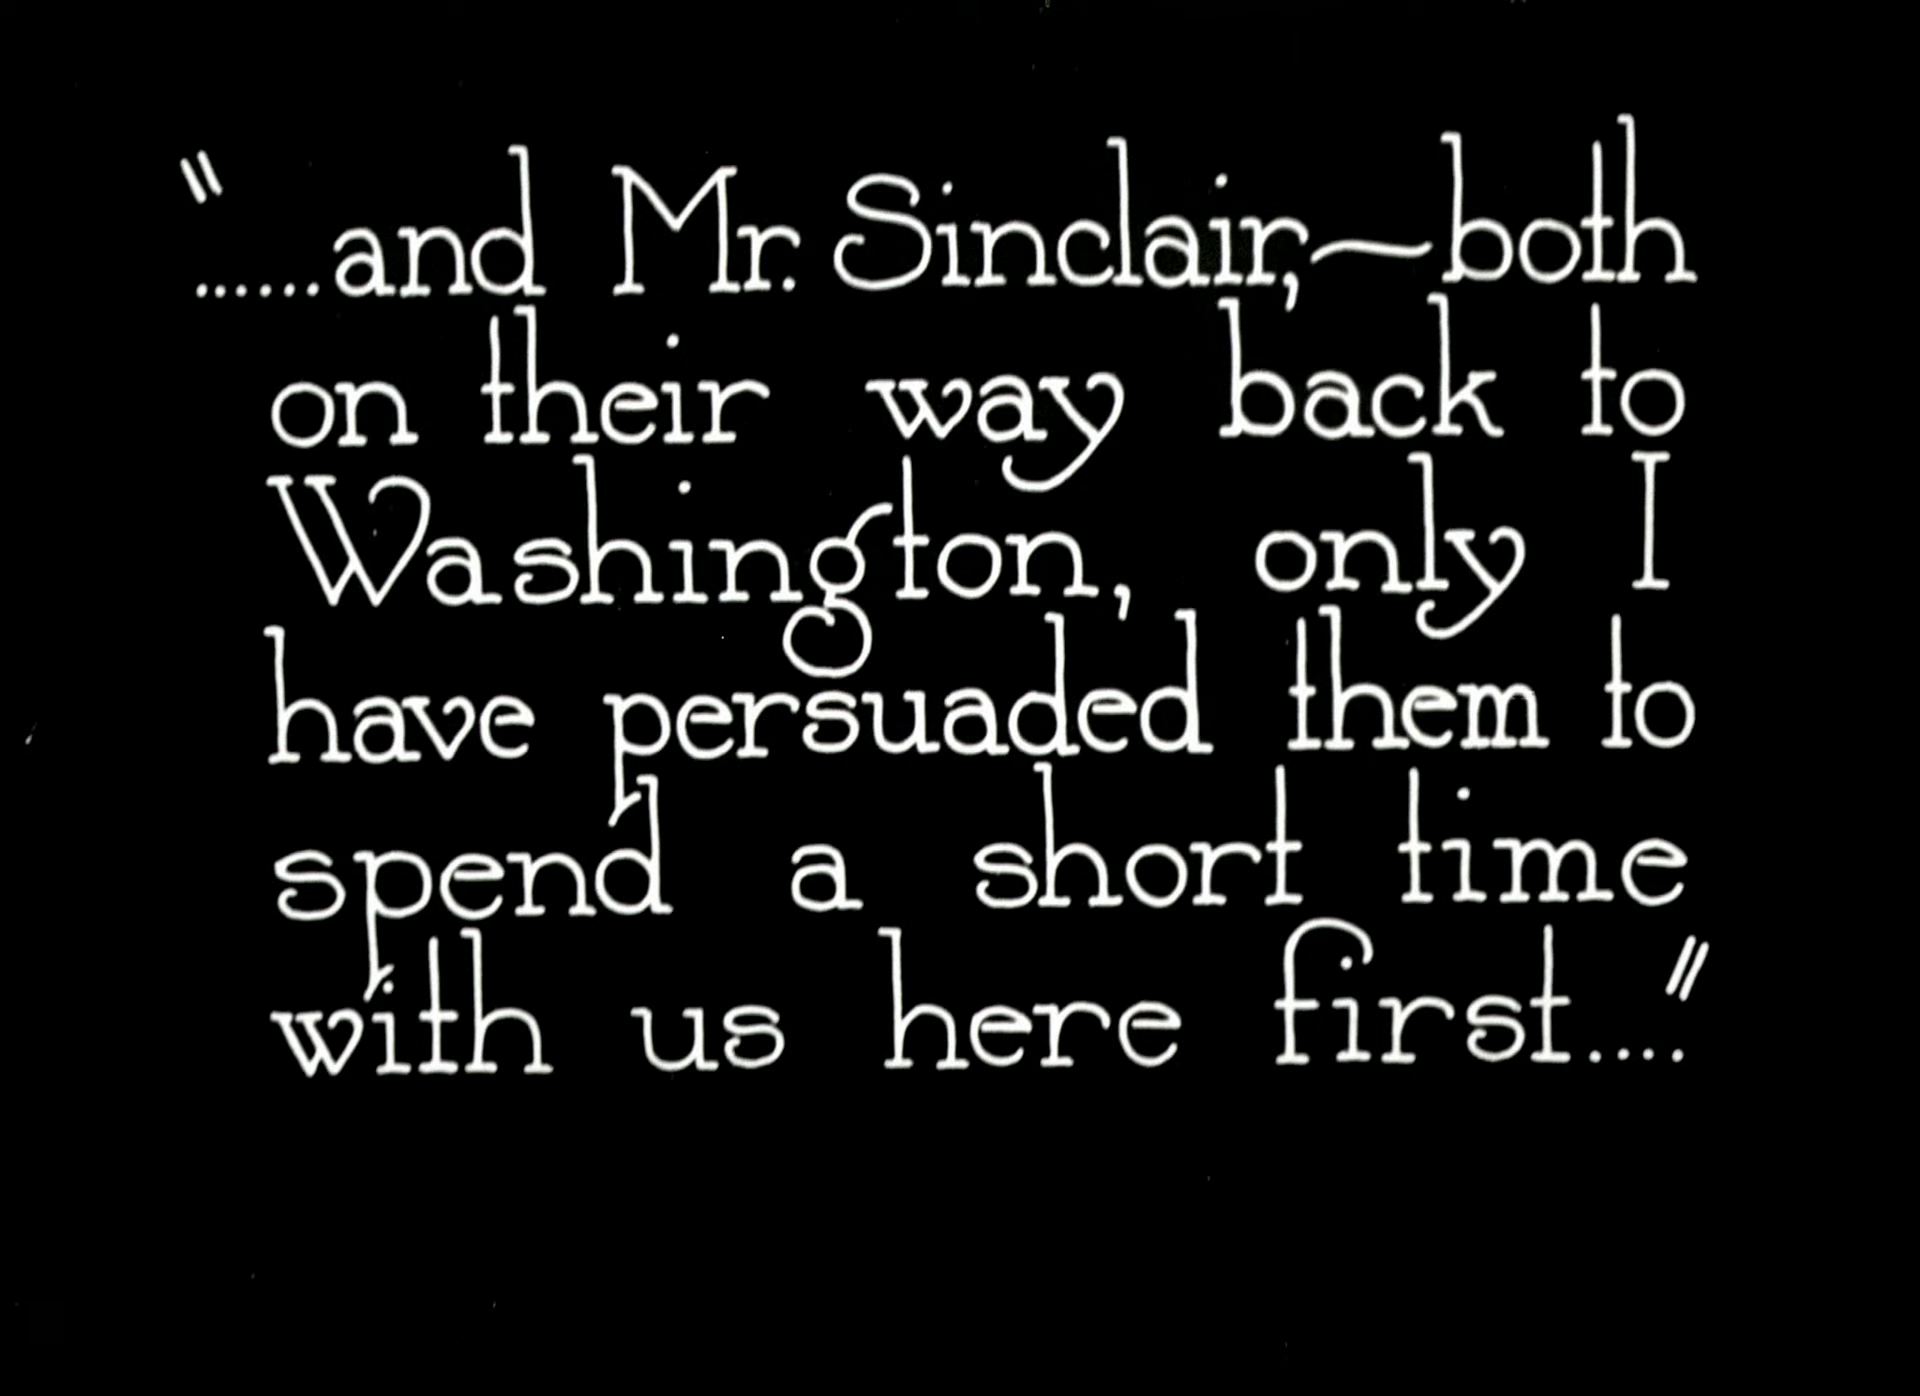 "......and Mr. Sinclair,—both
on their way back to
Washington, only I
have persuaded them to
spend a short time
with us here first...."